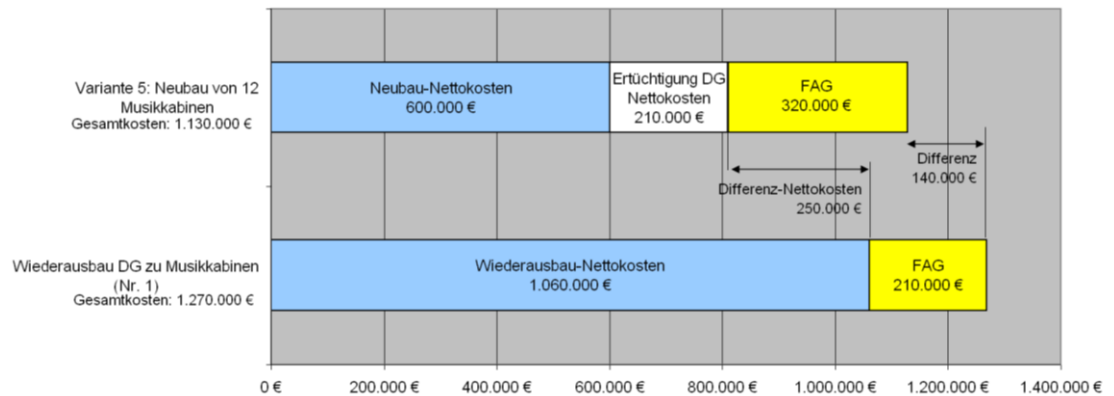 Variante 5: Neubau von 12
Musikkabinen
Gesamtkosten: 1.130.000 €
Neubau-Nettokosten
600.000 €
Ertüchtigung DG
Nettokosten
210.000 €
FAG
320.000 €
Differenz
140.000 €
Differenz-Nettokosten
250.000 €
Wiederausbau DG zu Musikkabinen
(Nr. 1)
Gesamtkosten: 1.270.000 €
Wiederausbau-Nettokosten
1.060.000 €
FAG
210.000 €
0 € 200.000 € 400.000 € 600.000 € 800.000 € 1.000.000 € 1.200.000 € 1.400.000 €